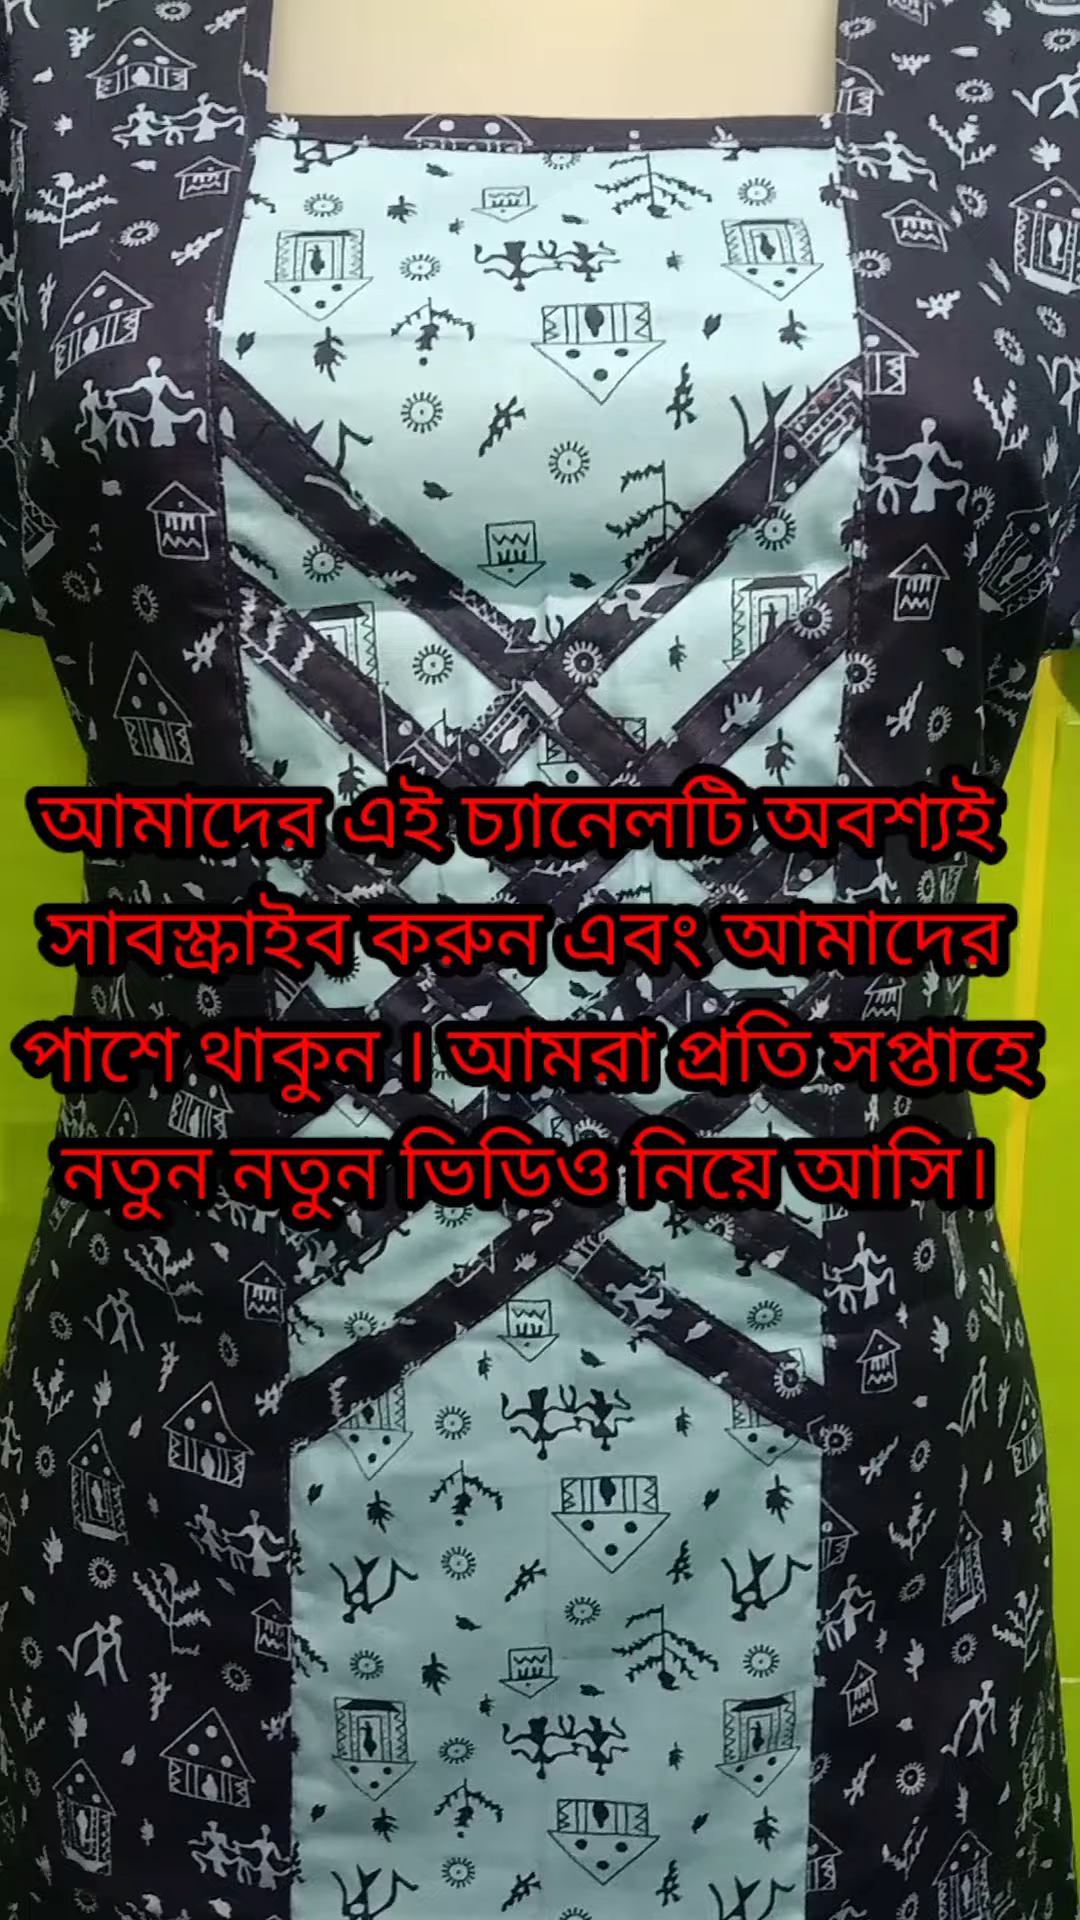 আমাদের এই চ্যানেলটি অবশ্যই
সাবস্ক্রাইব করুন এবং আমাদের
পাশে থাকুন । আমরা প্রতি সপ্তাহে
নতুন নতুন ভিডিও নিয়ে আসি।